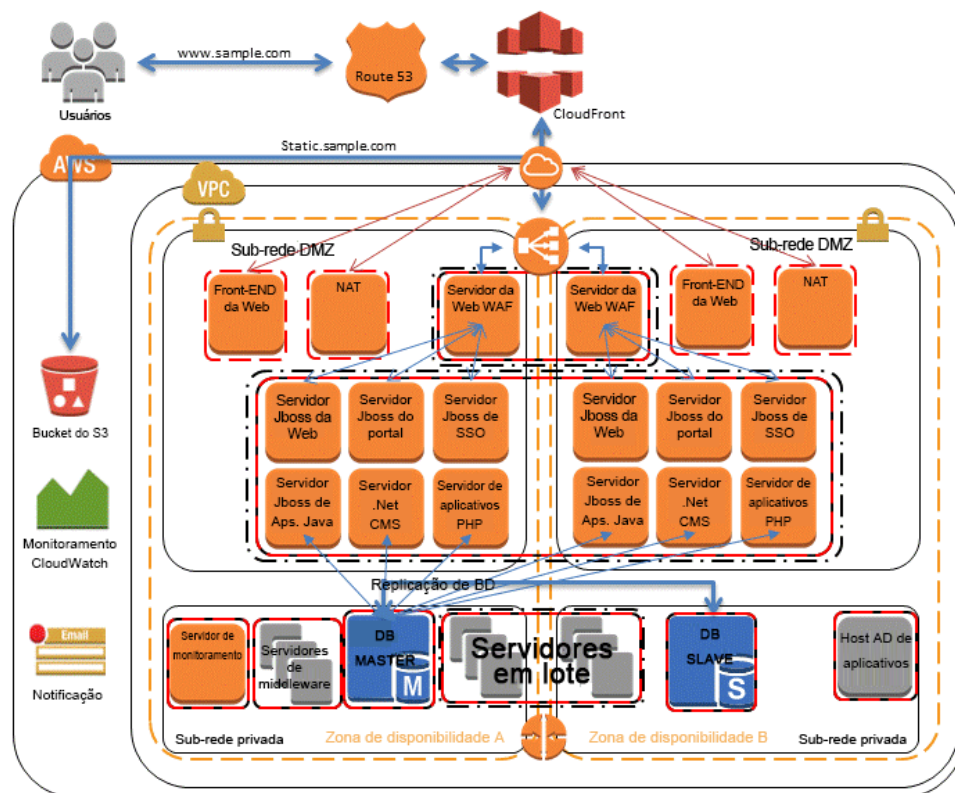 www.sample.com
Route 53
Usuários
CloudFront
Static.sample.com
AWS
VPC
Sub-rede DMZ
Sub-rede DMZ
Front-END
da Web
NAT
Servidor da
Web WAF
Servidor da
Web WAF
Front-END
da Web
NAT
Servidor
Jboss da
Web
Servidor
Jboss do
portal
Servidor
Jboss de
SSO
Servidor
Jboss da
Web
Servidor
Jboss do
portal
Servidor
Jboss de
SSO
Bucket do S3
Servidor
Jboss de
Aps. Java
Servidor
.Net
CMS
Servidor de
aplicativos
PHP
Servidor
Jboss de
Aps. Java
Servidor
.Net
CMS
Servidor de
aplicativos
PHP
Monitoramento
CloudWatch
Replicação de BD
Email
Notificação
Servidor de
monitoramento
Servidores
de
middleware
DB
MASTER
M
Servidores
em lote
DB
SLAVE
S
Host AD de
aplicativos
Sub-rede privada
Zona de disponibilidade A
Zona de disponibilidade B
Sub-rede privada